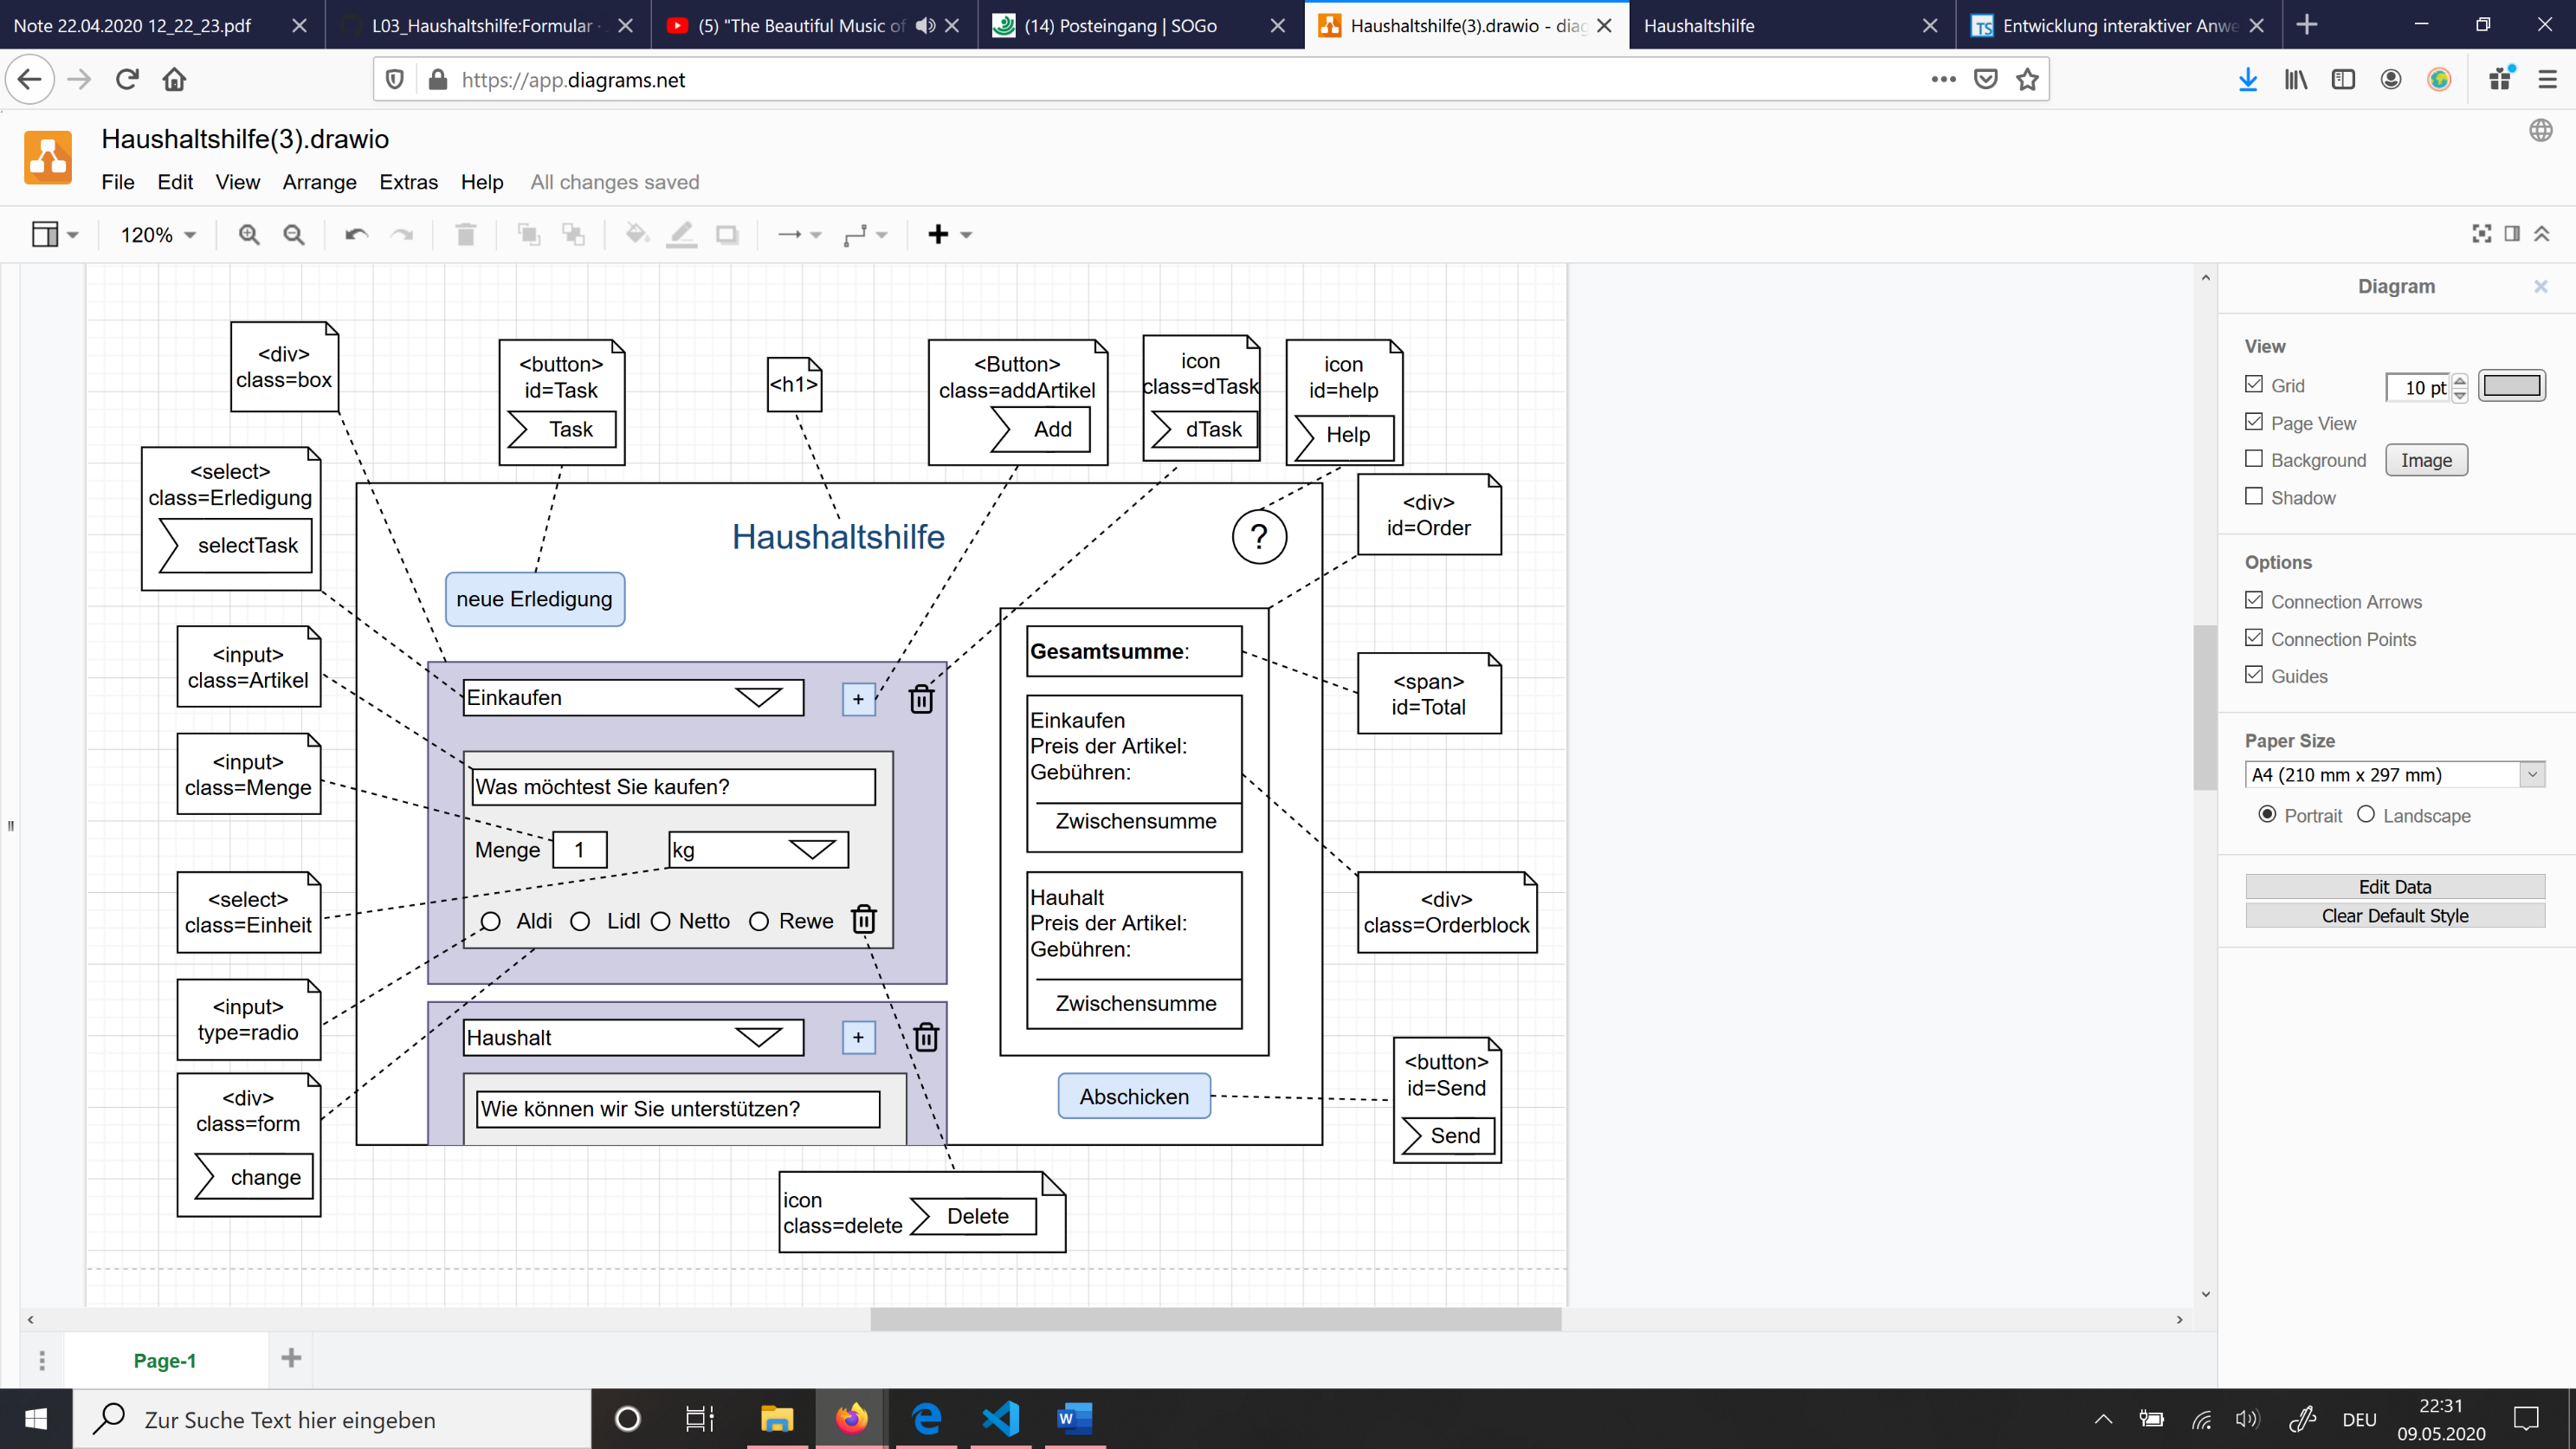 Note 22.04.2020 12_22_23.pdf
L03_Haushaltshilfe:Formular ·
(5) "The Beautiful Music of
(14) Posteingang | SOGo
Haushaltshilfe(3).drawio - diag
Haushaltshilfe
TS Entwicklung interaktiver Anwe
https://app.diagrams.net
Haushaltshilfe(3).drawio
File Edit View Arrange Extras Help All changes saved
120%
<div>
class=box
<button>
id=Task
Task
<h1>
<Button>
class=addArtikel
Add
icon
class=dTask
dTask
icon
id=help
Help
<select>
class=Erledigung
selectTask
<div>
id=Order
Haushaltshilfe
?
neue Erledigung
<input>
class=Artikel
Einkaufen
+
Gesamtsumme:
<span>
id=Total
<input>
class=Menge
Was möchtest Sie kaufen?
Menge 1 kg
Einkaufen
Preis der Artikel:
Gebühren:
Zwischensumme
<select>
class=Einheit
Aldi Lidl Netto Rewe
Hauhalt
Preis der Artikel:
Gebühren:
Zwischensumme
<div>
class=Orderblock
<input>
type=radio
Haushalt
+
<div>
class=form
change
Wie können wir Sie unterstützen?
Abschicken
<button>
id=Send
Send
icon
class=delete
Delete
Diagram
View
Grid 10 pt
Page View
Background Image
Shadow
Options
Connection Arrows
Connection Points
Guides
Paper Size
A4 (210 mm x 297 mm)
Portrait Landscape
Edit Data
Clear Default Style
Page-1
Zur Suche Text hier eingeben
W
DEU
22:31
09.05.2020